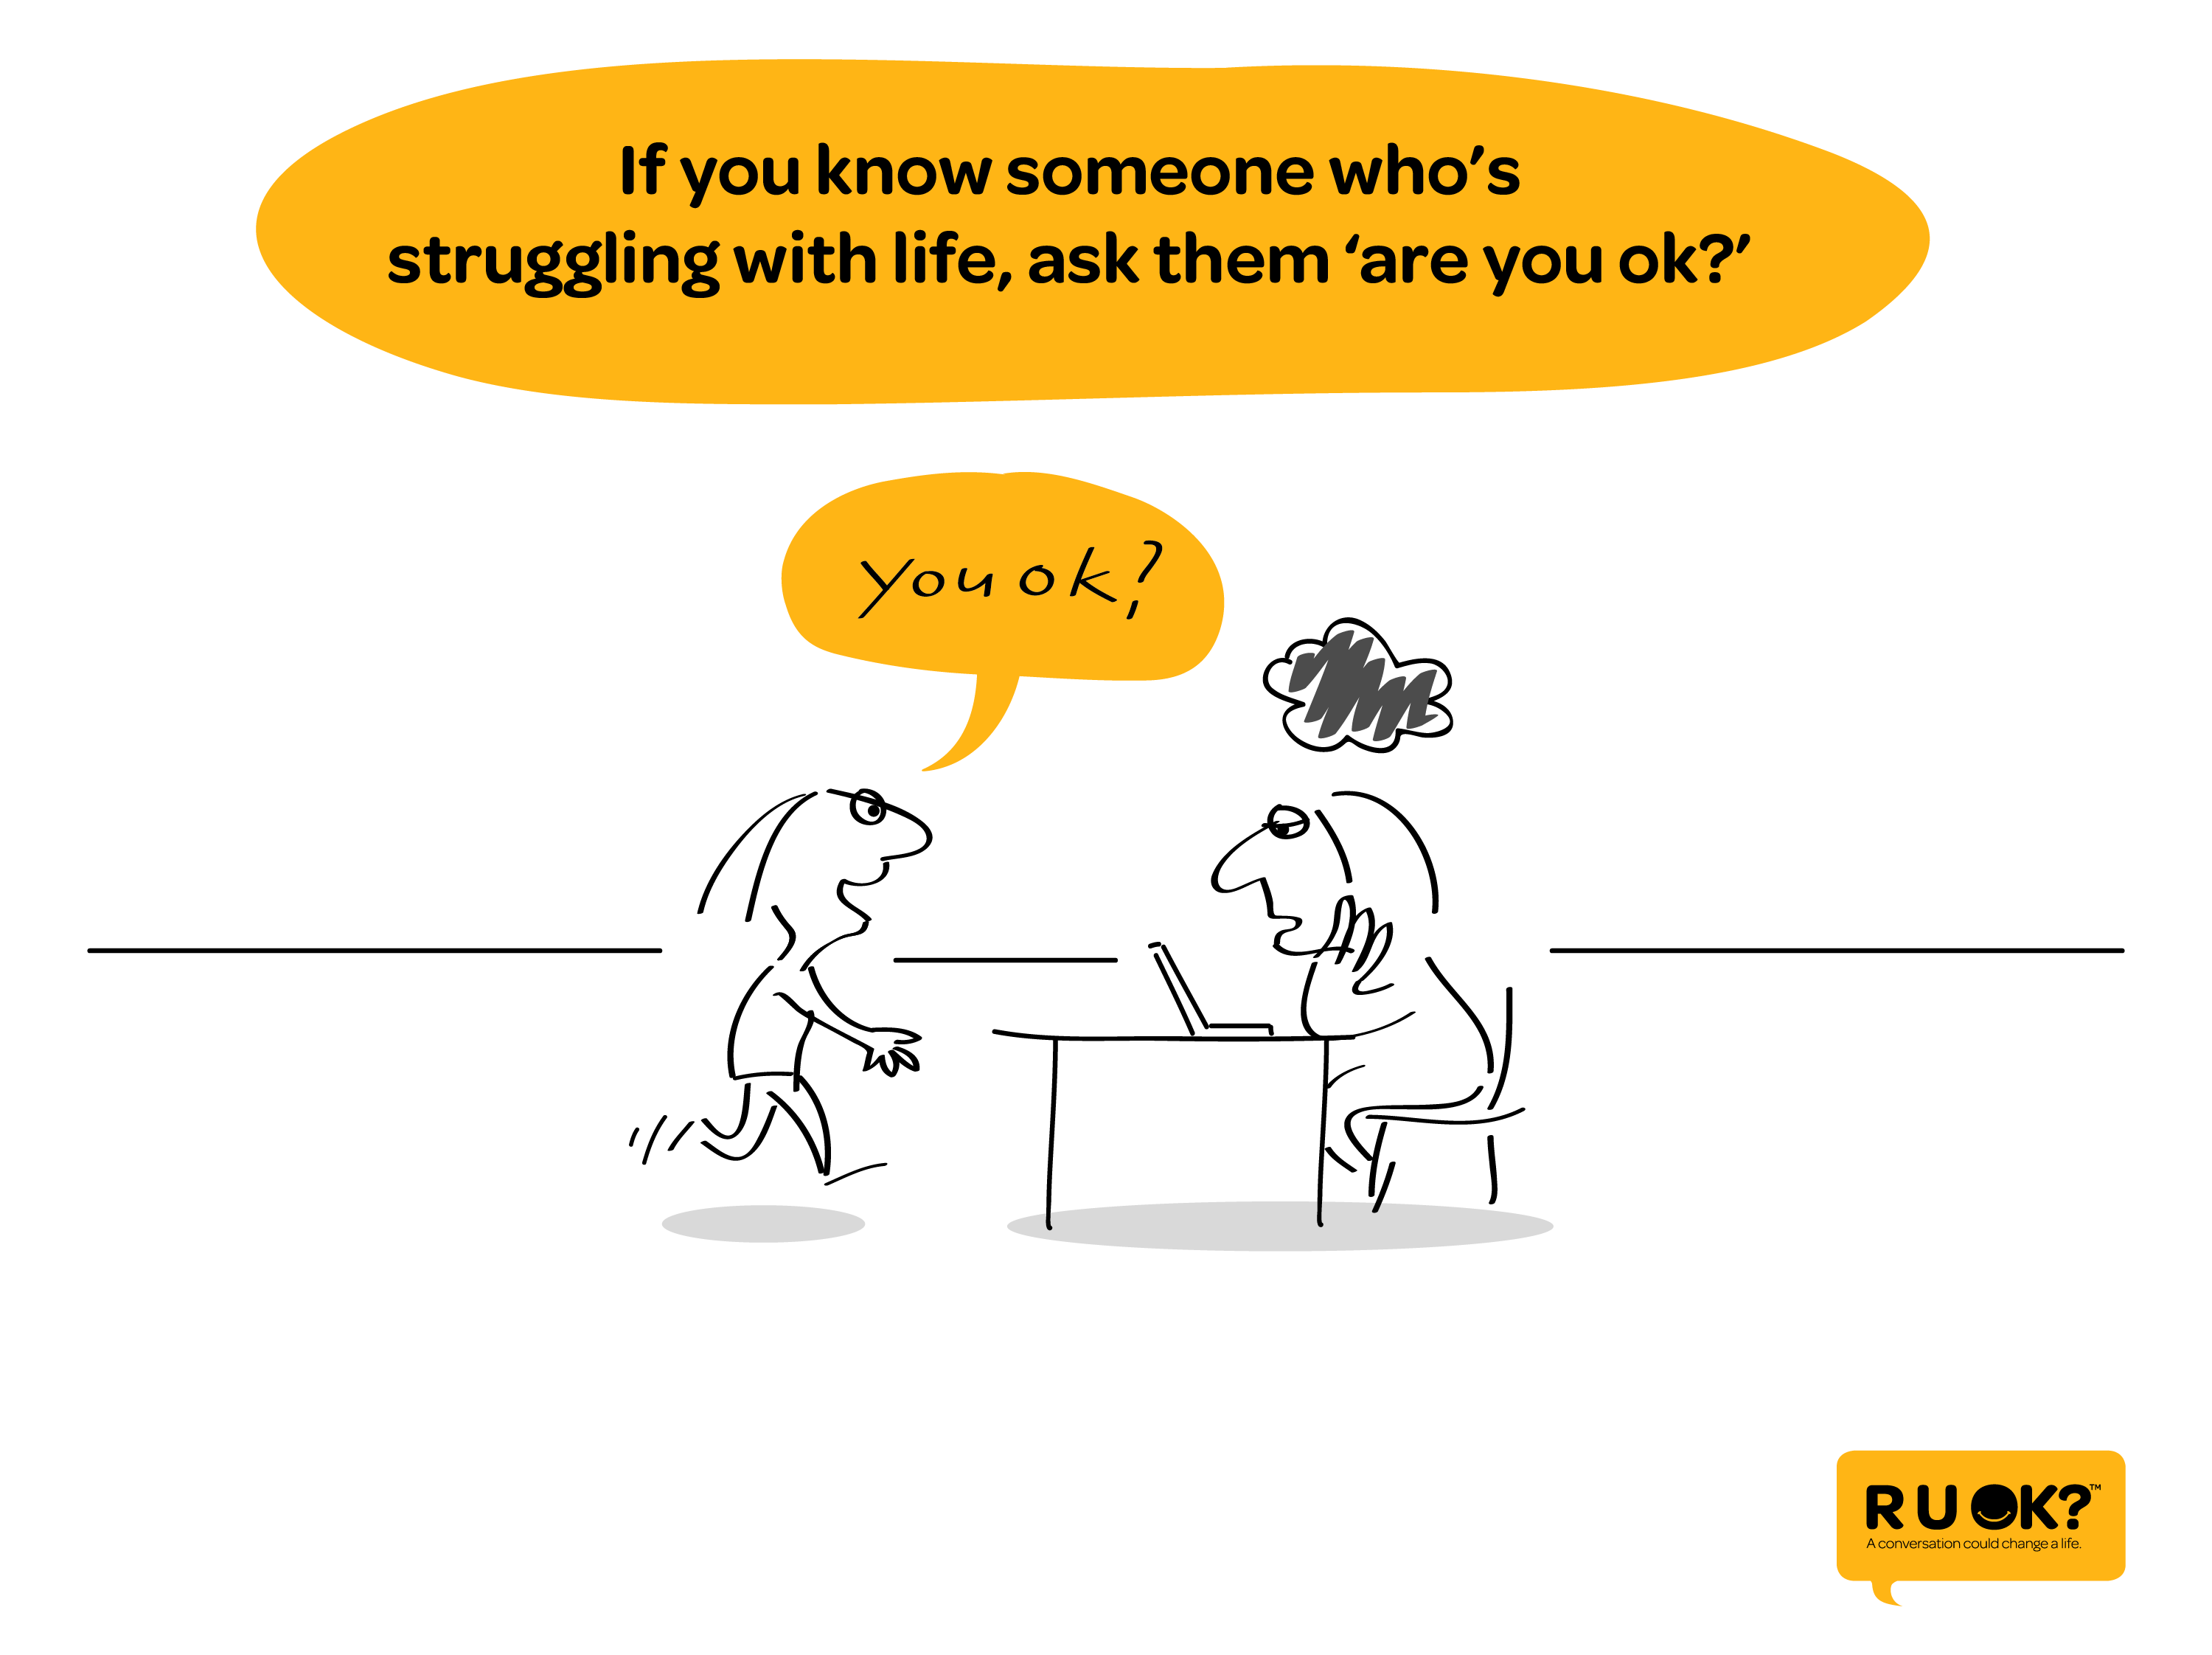 If you know someone who’s
struggling with life, ask them ‘are you ok?’
you ok?
R U OK?™
A conversation could change a life.